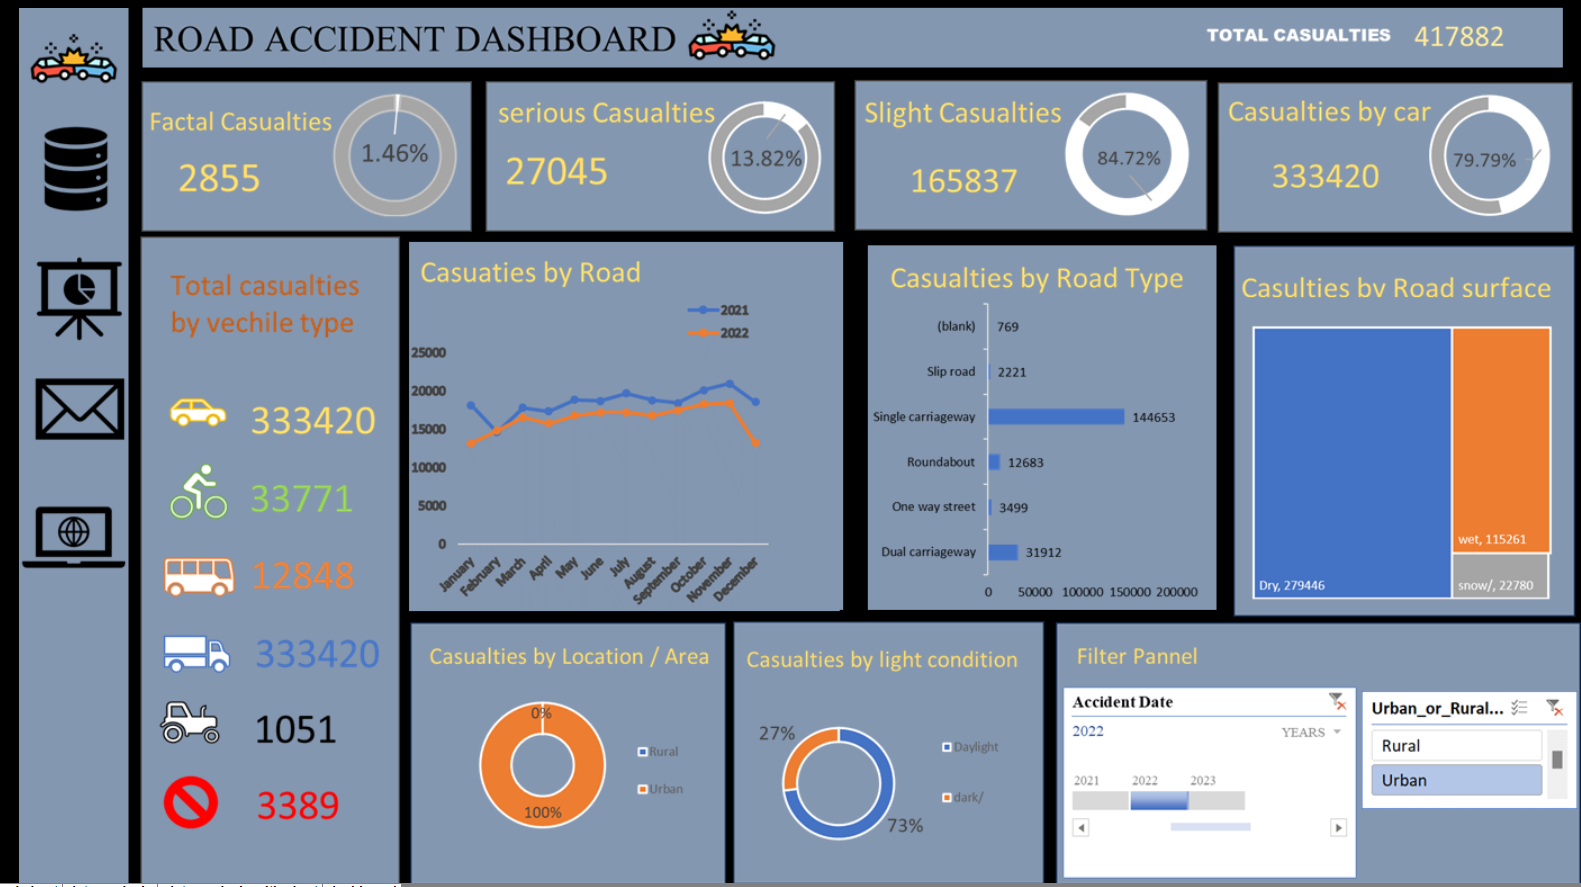 ROAD ACCIDENT DASHBOARD
TOTAL CASUALTIES 417882
Factal Casualties
2855
1.46%
serious Casualties
27045
13.82%
Slight Casualties
165837
84.72%
Casualties by car
333420
79.79%
Total casualties
by vechile type
333420
33771
12848
333420
1051
3389
Casuaties by Road
2021
2022
25000
20000
15000
10000
5000
0
January
February
March
April
May
June
July
August
September
October
November
December
Casualties by Road Type
(blank) 769
Slip road 2221
Single carriageway 144653
Roundabout 12683
One way street 3499
Dual carriageway 31912
0 50000 100000 150000 200000
Casulties by Road surface
wet, 115261
Dry, 279446
snow/, 22780
Casualties by Location / Area
0%
100%
Rural
Urban
Casualties by light condition
27%
73%
Daylight
dark/
Filter Pannel
Accident Date
2022 YEARS
2021 2022 2023
Urban_or_Rural...
Rural
Urban